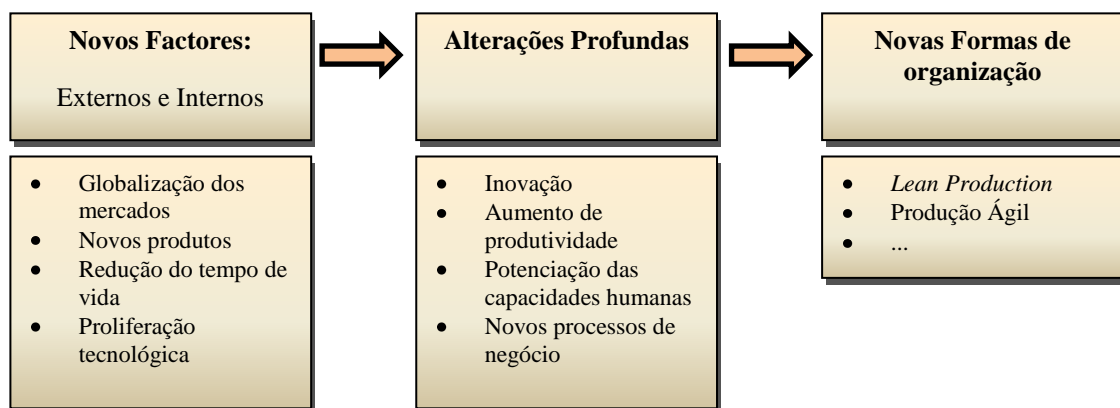 Novos Factores:
Externos e Internos
Alterações Profundas
Novas Formas de
organização
• Globalização dos
mercados
• Novos produtos
• Redução do tempo de
vida
• Proliferação
tecnológica
• Inovação
• Aumento de
produtividade
• Potenciação das
capacidades humanas
• Novos processos de
negócio
• Lean Production
• Produção Ágil
• ...